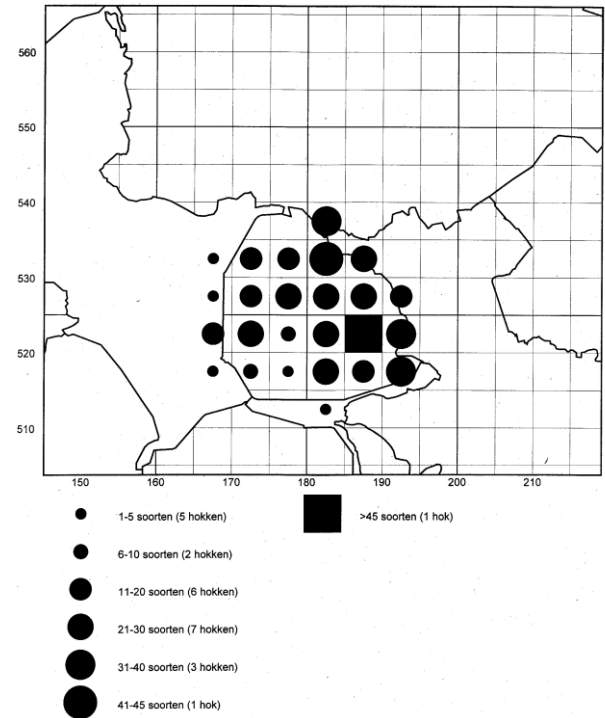 560
550
540
530
520
510
150 160 170 180 190 200 210
1-5 soorten (5 hokken) >45 soorten (1 hok)
6-10 soorten (2 hokken)
11-20 soorten (6 hokken)
21-30 soorten (7 hokken)
31-40 soorten (3 hokken)
41-45 soorten (1 hok)